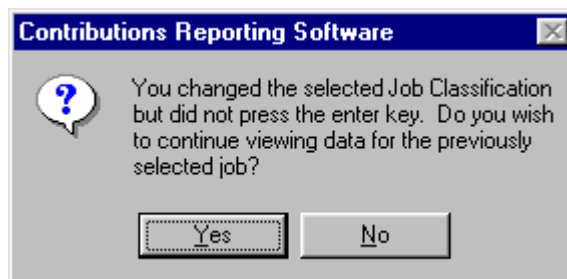 Contributions Reporting Software
?
You changed the selected Job Classification
but did not press the enter key.  Do you wish
to continue viewing data for the previously
selected job?
Yes
No